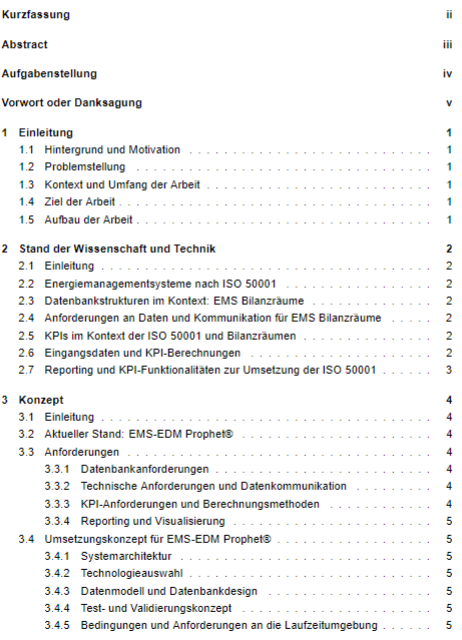 Kurzfassung ii
Abstract iii
Aufgabenstellung iv
Vorwort oder Danksagung v
1 Einleitung 1
1.1 Hintergrund und Motivation . . . . . . . . . . 1
1.2 Problemstellung . . . . . . . . . . 1
1.3 Kontext und Umfang der Arbeit . . . . . . . . . . 1
1.4 Ziel der Arbeit . . . . . . . . . . 1
1.5 Aufbau der Arbeit . . . . . . . . . . 1
2 Stand der Wissenschaft und Technik 2
2.1 Einleitung . . . . . . . . . . 2
2.2 Energiemanagementsysteme nach ISO 50001 . . . . . . . . . . 2
2.3 Datenbankstrukturen im Kontext: EMS Bilanzräume . . . . . . . . . . 2
2.4 Anforderungen an Daten und Kommunikation für EMS Bilanzräume . . . . . 2
2.5 KPIs im Kontext der ISO 50001 und Bilanzräumen . . . . . . . . . . 2
2.6 Eingangsdaten und KPI-Berechnungen . . . . . . . . . . 2
2.7 Reporting und KPI-Funktionalitäten zur Umsetzung der ISO 50001 . . . . . . 3
3 Konzept 4
3.1 Einleitung . . . . . . . . . . 4
3.2 Aktueller Stand: EMS-EDM Prophet® . . . . . . . . . . 4
3.3 Anforderungen . . . . . . . . . . 4
3.3.1 Datenbankanforderungen . . . . . . . . . . 4
3.3.2 Technische Anforderungen und Datenkommunikation . . . . . . . . 4
3.3.3 KPI-Anforderungen und Berechnungsmethoden . . . . . . . . . . 4
3.3.4 Reporting und Visualisierung . . . . . . . . . . 5
3.4 Umsetzungskonzept für EMS-EDM Prophet® . . . . . . . . . . 5
3.4.1 Systemarchitektur . . . . . . . . . . 5
3.4.2 Technologieauswahl . . . . . . . . . . 5
3.4.3 Datenmodell und Datenbankdesign . . . . . . . . . . 5
3.4.4 Test- und Validierungskonzept . . . . . . . . . . 5
3.4.5 Bedingungen und Anforderungen an die Laufzeitumgebung . . . . . 5